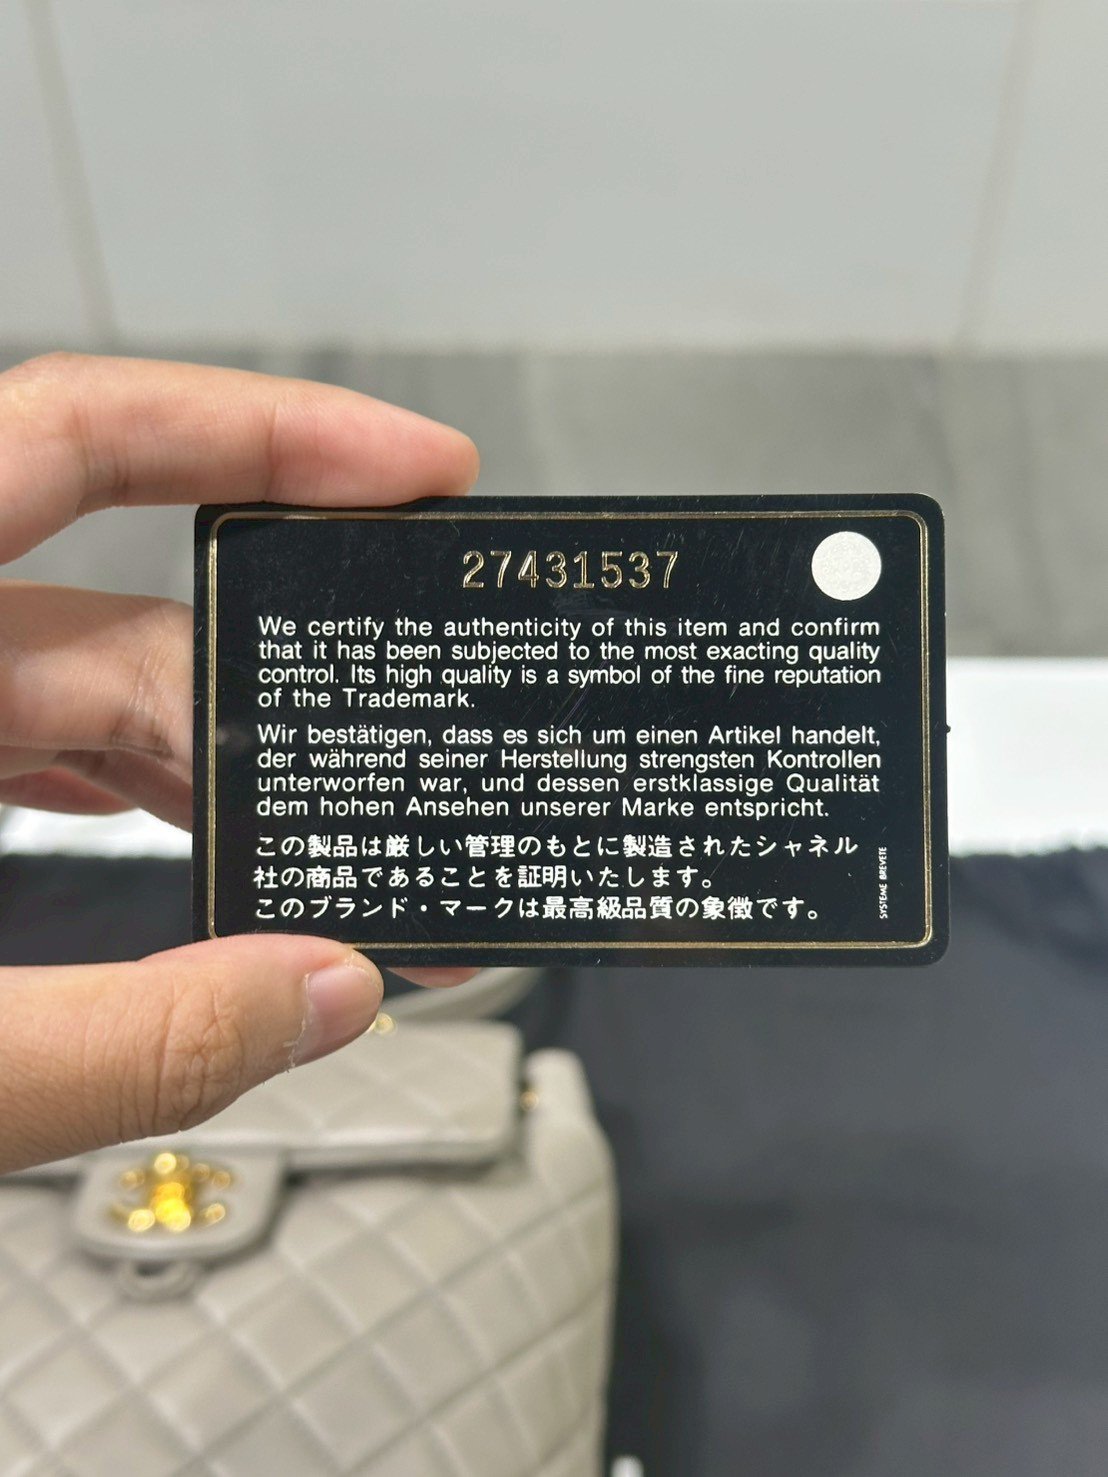 27431537
We certify the authenticity of this item and confirm
that it has been subjected to the most exacting quality
control. Its high quality is a symbol of the fine reputation
of the Trademark.
Wir bestätigen, dass es sich um einen Artikel handelt,
der während seiner Herstellung strengsten Kontrollen
unterworfen war, und dessen erstklassige Qualität
dem hohen Ansehen unserer Marke entspricht.
この製品は厳しい管理のもとに製造されたシャネル
社の商品であることを証明いたします。
このブランド・マークは最高級品質の象徴です。
SYSTEME BREVETE